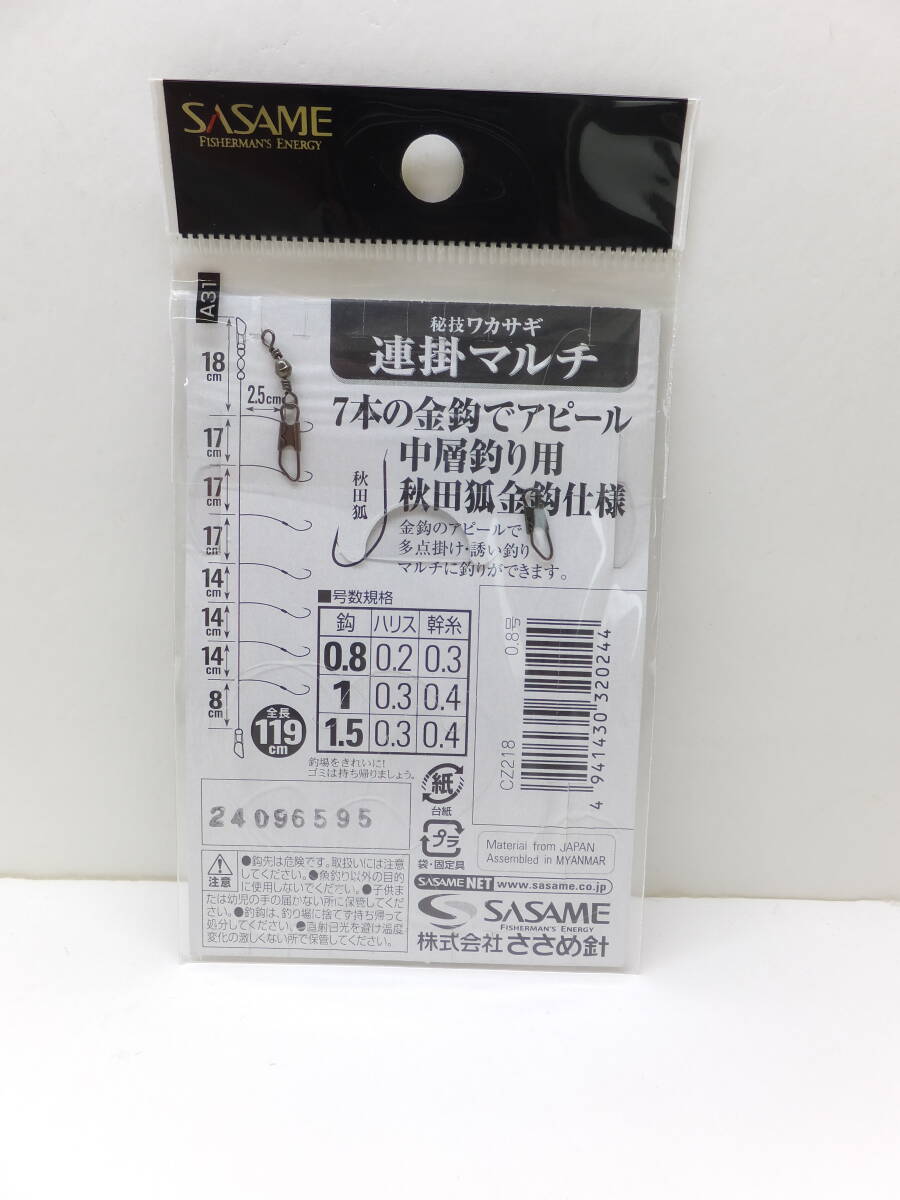 SASAME
FISHERMAN'S ENERGY
A31
秘技ワカサギ
連掛マルチ
7本の金鈎でアピール
中層釣り用
秋田狐金鈎仕様
秋田狐
金鈎のアピールで
多点掛け・誘い釣り
マルチに釣りができます。
18cm
2.5cm
17cm
17cm
17cm
14cm
14cm
14cm
8cm
全長
119cm
■号数規格
鈎 ハリス 幹糸
0.8 0.2 0.3
1 0.3 0.4
1.5 0.3 0.4
釣場をきれいに!
ゴミは持ち帰りましょう。
紙
台紙
プラ
袋・固定具
0.8号
CZ218
4 941430 320244
Material from JAPAN
Assembled in MYANMAR
24096595
注意
●鈎先は危険です。取扱いには注意
してください。●魚釣り以外の目的
に使用しないでください。●子供ま
たは幼児の手の届かない所に保管してくだ
さい。●釣鈎は、釣り場に捨てず持ち帰って
処分してください。●直射日光を避け温度
変化の激しくない所で保管してください。
SASAME NET www.sasame.co.jp
SASAME
FISHERMAN'S ENERGY
株式会社ささめ針